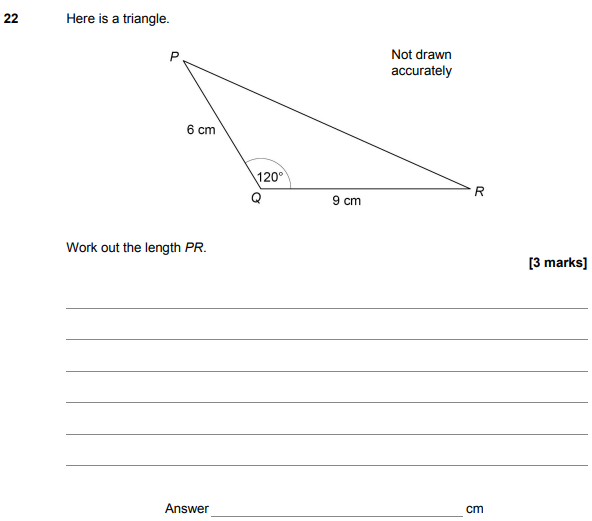 22 Here is a triangle.
P
Not drawn
accurately
6 cm
120°
Q
9 cm
R
Work out the length PR.
[3 marks]
Answer cm